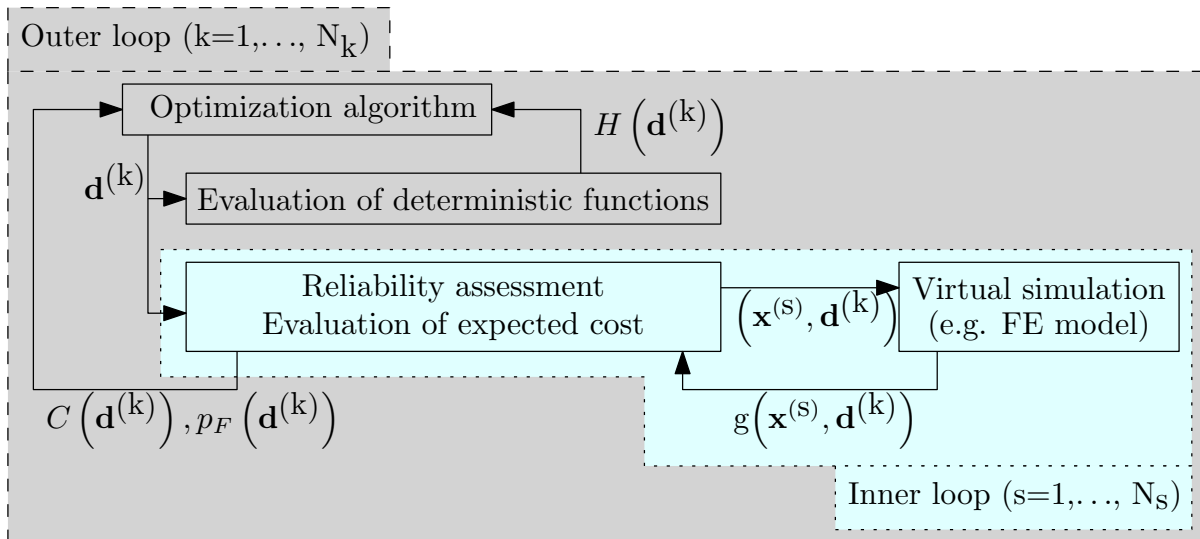 Outer loop (k=1,..., N_k)
Optimization algorithm
H(d^(k))
d^(k)
Evaluation of deterministic functions
Reliability assessment
Evaluation of expected cost
(x^(s), d^(k))
Virtual simulation
(e.g. FE model)
C(d^(k)), p_F(d^(k))
g(x^(s), d^(k))
Inner loop (s=1,..., N_s)